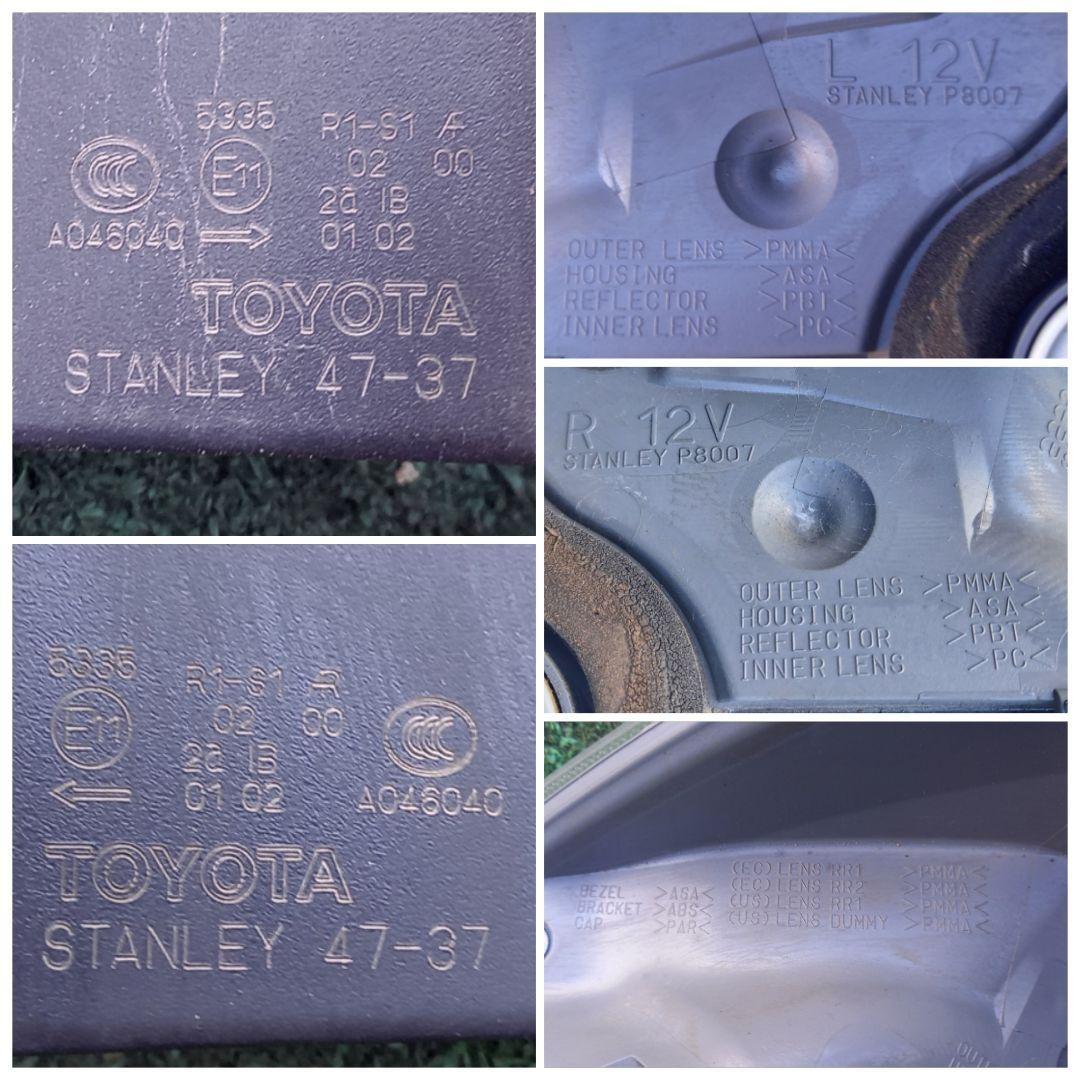 5335 R1-S1 AR
E11 02 00
2a IB
A046040 01 02
TOYOTA
STANLEY 47-37
L 12V
STANLEY P8007
OUTER LENS >PMMA<
HOUSING >ASA<
REFLECTOR >PBT<
INNER LENS >PC<
R 12V
STANLEY P8007
OUTER LENS >PMMA<
HOUSING >ASA<
REFLECTOR >PBT<
INNER LENS >PC<
5335 R1-S1 AR
E11 02 00
2a IB
01 02 A046040
TOYOTA
STANLEY 47-37
(EC) LENS RR1 >PMMA<
(EC) LENS RR2 >PMMA<
(US) LENS RR1 >PMMA<
(US) LENS DUMMY >PMMA<
BEZEL >ASA<
BRACKET >ABS<
CAP >PAR<